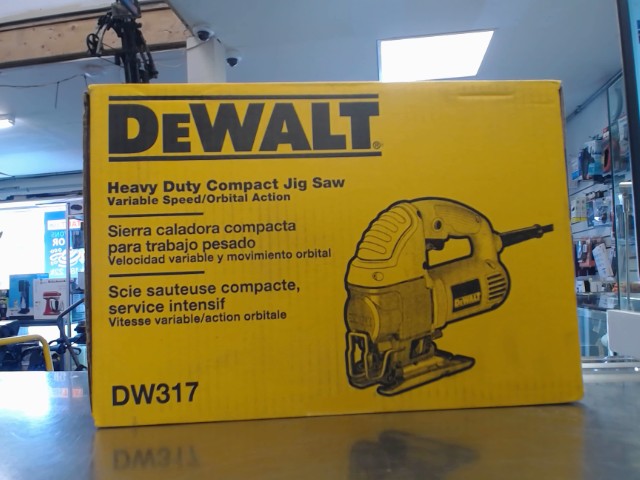 DEWALT®
Heavy Duty Compact Jig Saw
Variable Speed/Orbital Action
Sierra caladora compacta
para trabajo pesado
Velocidad variable y movimiento orbital
Scie sauteuse compacte,
service intensif
Vitesse variable/action orbitale
DEWALT
DW317